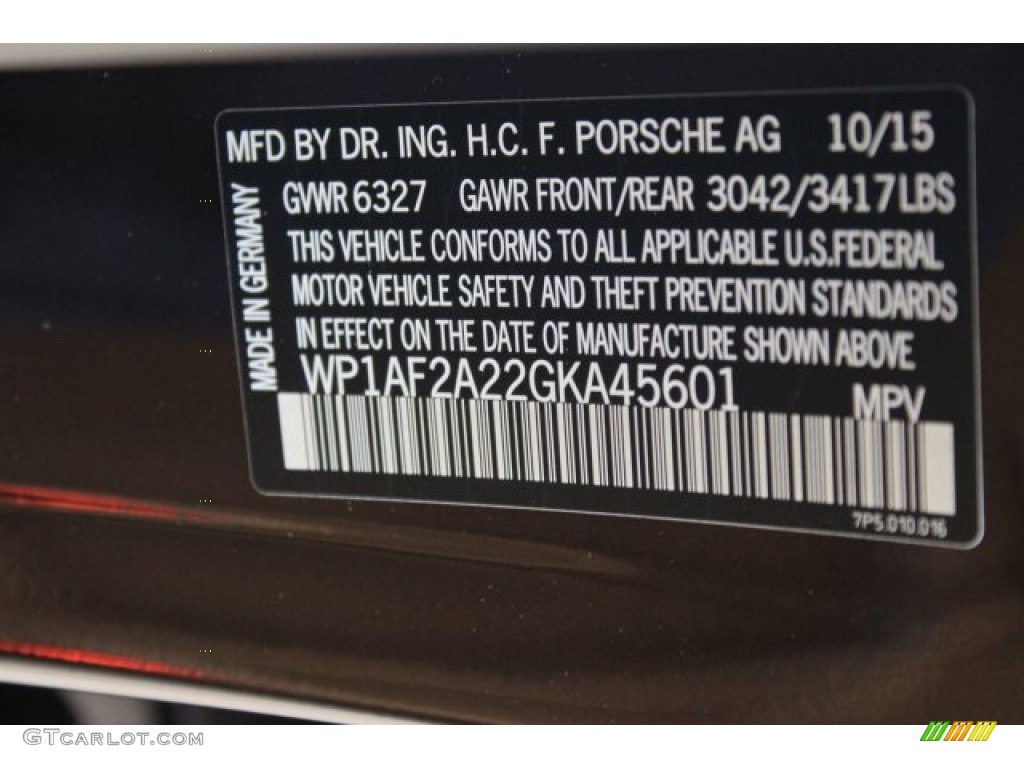 MFD BY DR. ING. H.C. F. PORSCHE AG 10/15
GVWR 6327 GAWR FRONT/REAR 3042/3417LBS
THIS VEHICLE CONFORMS TO ALL APPLICABLE U.S.FEDERAL
MOTOR VEHICLE SAFETY AND THEFT PREVENTION STANDARDS
IN EFFECT ON THE DATE OF MANUFACTURE SHOWN ABOVE
WP1AF2A22GKA45601 MPV
MADE IN GERMANY
7P5.010.016
GTCARLOT.COM